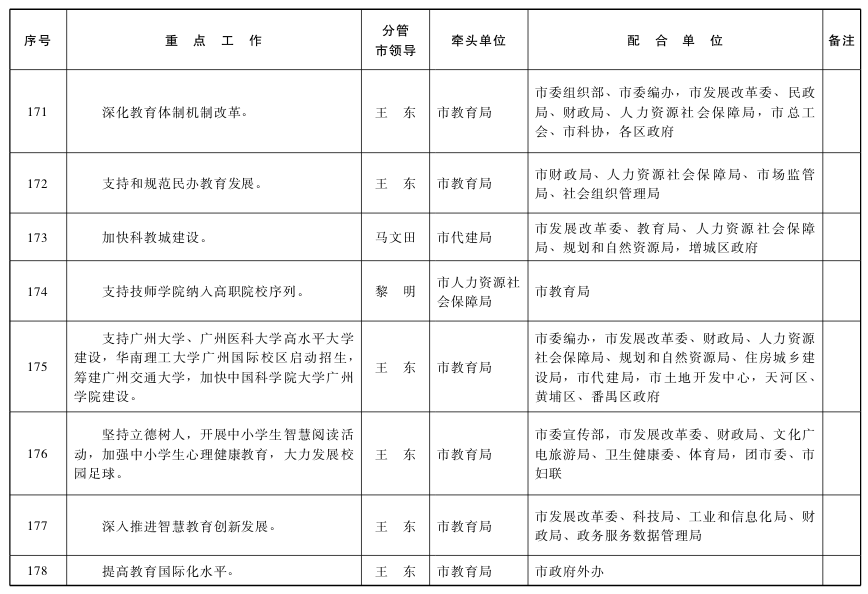 序号 重点工作 分管市领导 牵头单位 配合单位 备注
171 深化教育体制机制改革。 王东 市教育局
市委组织部、市委编办，市发展改革委、民政
局、财政局、人力资源社会保障局，市总工
会、市科协，各区政府
172 支持和规范民办教育发展。 王东 市教育局
市财政局、人力资源社会保障局、市场监管
局、社会组织管理局
173 加快科教城建设。 马文田 市代建局
市发展改革委、教育局、人力资源社会保障
局、规划和自然资源局，增城区政府
174 支持技师学院纳入高职院校序列。 黎明
市人力资源社
会保障局
市教育局
175
支持广州大学、广州医科大学高水平大学
建设，华南理工大学广州国际校区启动招生，
筹建广州交通大学，加快中国科学院大学广州
学院建设。
王东 市教育局
市委编办，市发展改革委、财政局、人力资源
社会保障局、规划和自然资源局、住房城乡建
设局，市代建局，市土地开发中心，天河区、
黄埔区、番禺区政府
176
坚持立德树人，开展中小学生智慧阅读活
动，加强中小学生心理健康教育，大力发展校
园足球。
王东 市教育局
市委宣传部，市发展改革委、财政局、文化广
电旅游局、卫生健康委、体育局，团市委、市
妇联
177 深入推进智慧教育创新发展。 王东 市教育局
市发展改革委、科技局、工业和信息化局、财
政局、政务服务数据管理局
178 提高教育国际化水平。 王东 市教育局 市政府外办